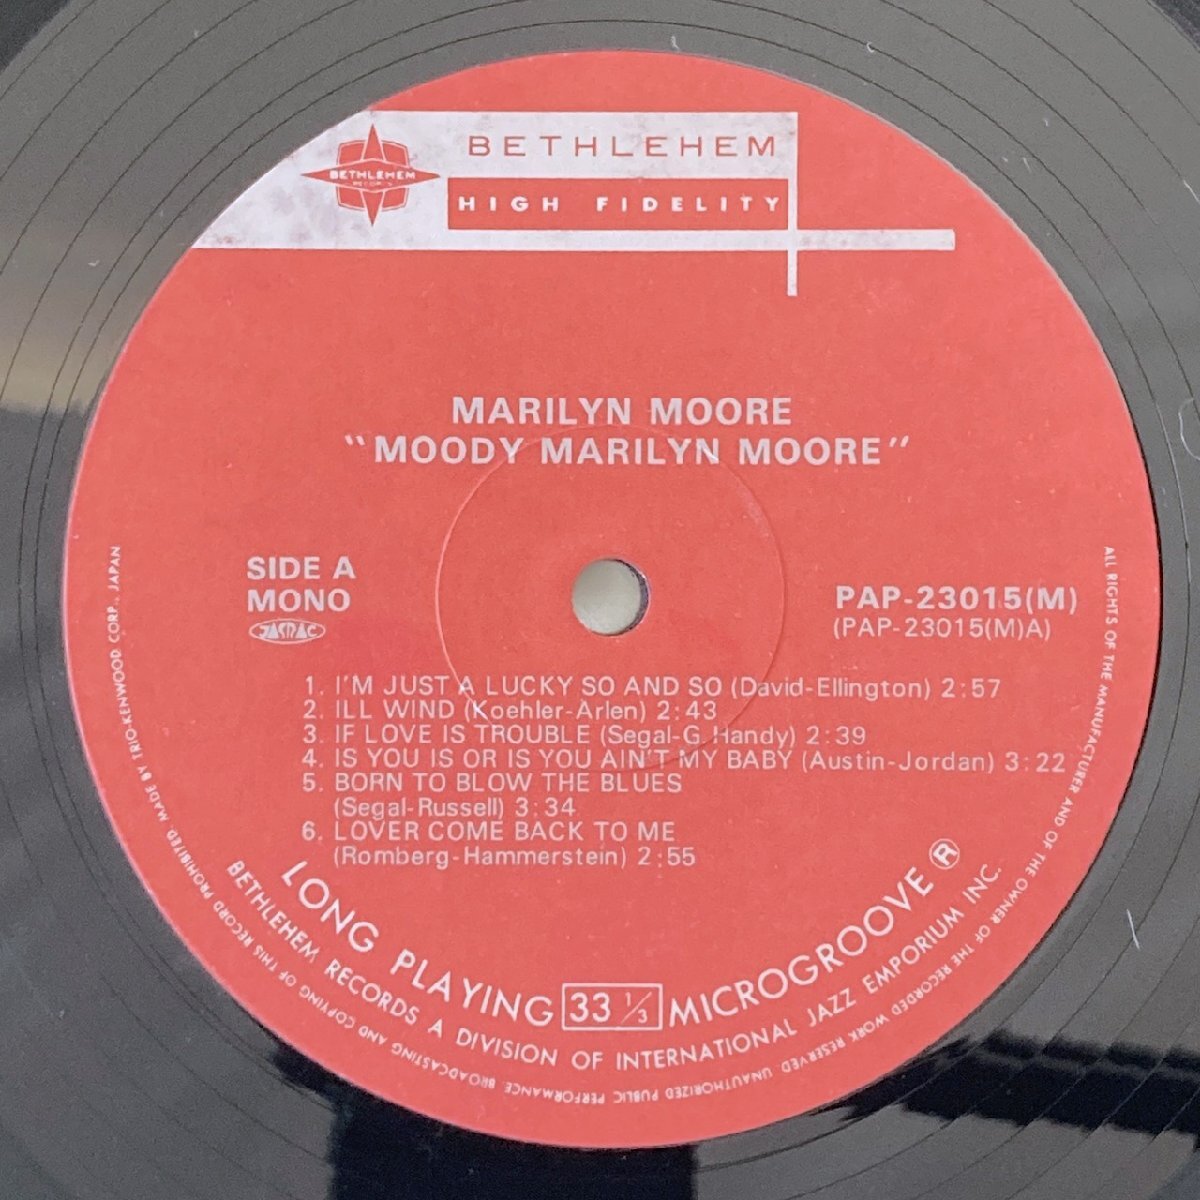 BETHLEHEM
BETHLEHEM
RECORDS
HIGH FIDELITY
MARILYN MOORE
"MOODY MARILYN MOORE"
SIDE A
MONO
JASRAC
PAP-23015(M)
(PAP-23015(M)A)
1. I'M JUST A LUCKY SO AND SO (David-Ellington) 2:57
2. ILL WIND (Koehler-Arlen) 2:43
3. IF LOVE IS TROUBLE (Segal-G. Handy) 2:39
4. IS YOU IS OR IS YOU AIN'T MY BABY (Austin-Jordan) 3:22
5. BORN TO BLOW THE BLUES
(Segal-Russell) 3:34
6. LOVER COME BACK TO ME
(Romberg-Hammerstein) 2:55
LONG PLAYING 33 1/3 MICROGROOVE ®
BETHLEHEM RECORDS A DIVISION OF INTERNATIONAL JAZZ EMPORIUM INC.
ALL RIGHTS OF THE MANUFACTURER AND OF THE OWNER OF THE RECORDED WORK RESERVED. UNAUTHORIZED PUBLIC PERFORMANCE, BROADCASTING AND COPYING OF THIS RECORD PROHIBITED. MADE BY TRIO-KENWOOD CORP., JAPAN